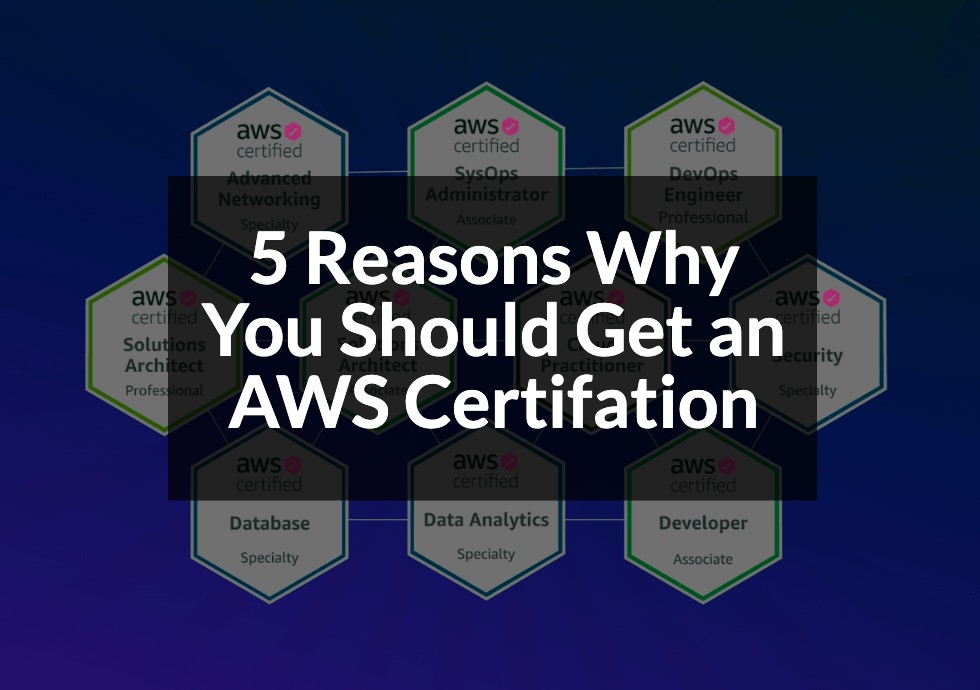 aws
certified
Advanced
Networking
Specialty
aws
certified
SysOps
Administrator
Associate
aws
certified
DevOps
Engineer
Professional
5 Reasons Why
You Should Get an
AWS Certifation
aws
certified
Solutions
Architect
Professional
aws
Architect
aws
Practitioner
aws
certified
Security
Specialty
aws
certified
Database
Specialty
aws
certified
Data Analytics
Specialty
aws
certified
Developer
Associate